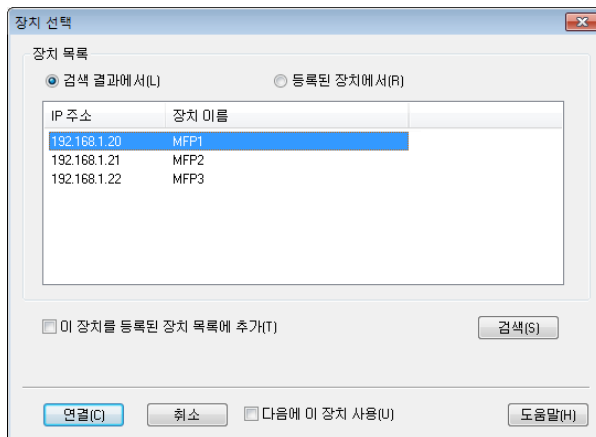 장치 선택
장치 목록
검색 결과에서(L) 등록된 장치에서(R)
IP 주소 장치 이름
192.168.1.20 MFP1
192.168.1.21 MFP2
192.168.1.22 MFP3
이 장치를 등록된 장치 목록에 추가(T) 검색(S)
연결(C) 취소 다음에 이 장치 사용(U) 도움말(H)